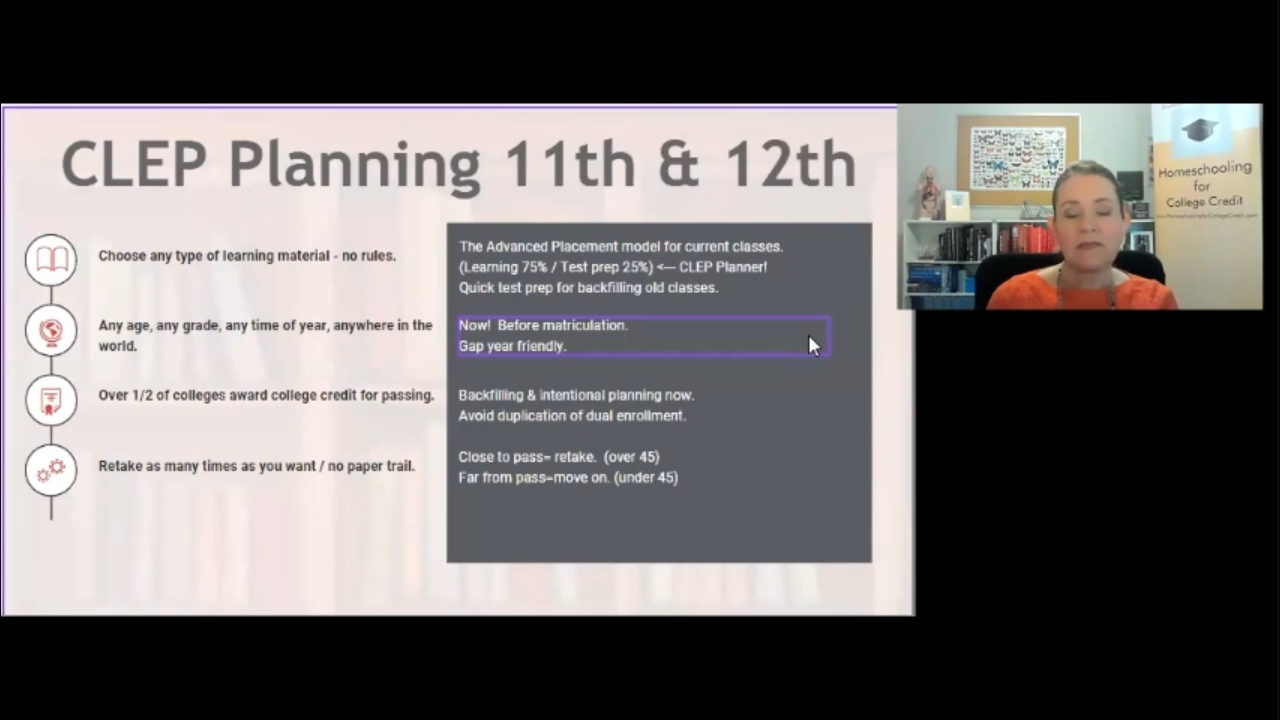 CLEP Planning 11th & 12th
Choose any type of learning material - no rules.
Any age, any grade, any time of year, anywhere in the
world.
Over 1/2 of colleges award college credit for passing.
Retake as many times as you want / no paper trail.
The Advanced Placement model for current classes.
(Learning 75% / Test prep 25%) <— CLEP Planner!
Quick test prep for backfilling old classes.
Now! Before matriculation.
Gap year friendly.
Backfilling & intentional planning now.
Avoid duplication of dual enrollment.
Close to pass= retake. (over 45)
Far from pass=move on. (under 45)
Homeschooling
for
College Credit